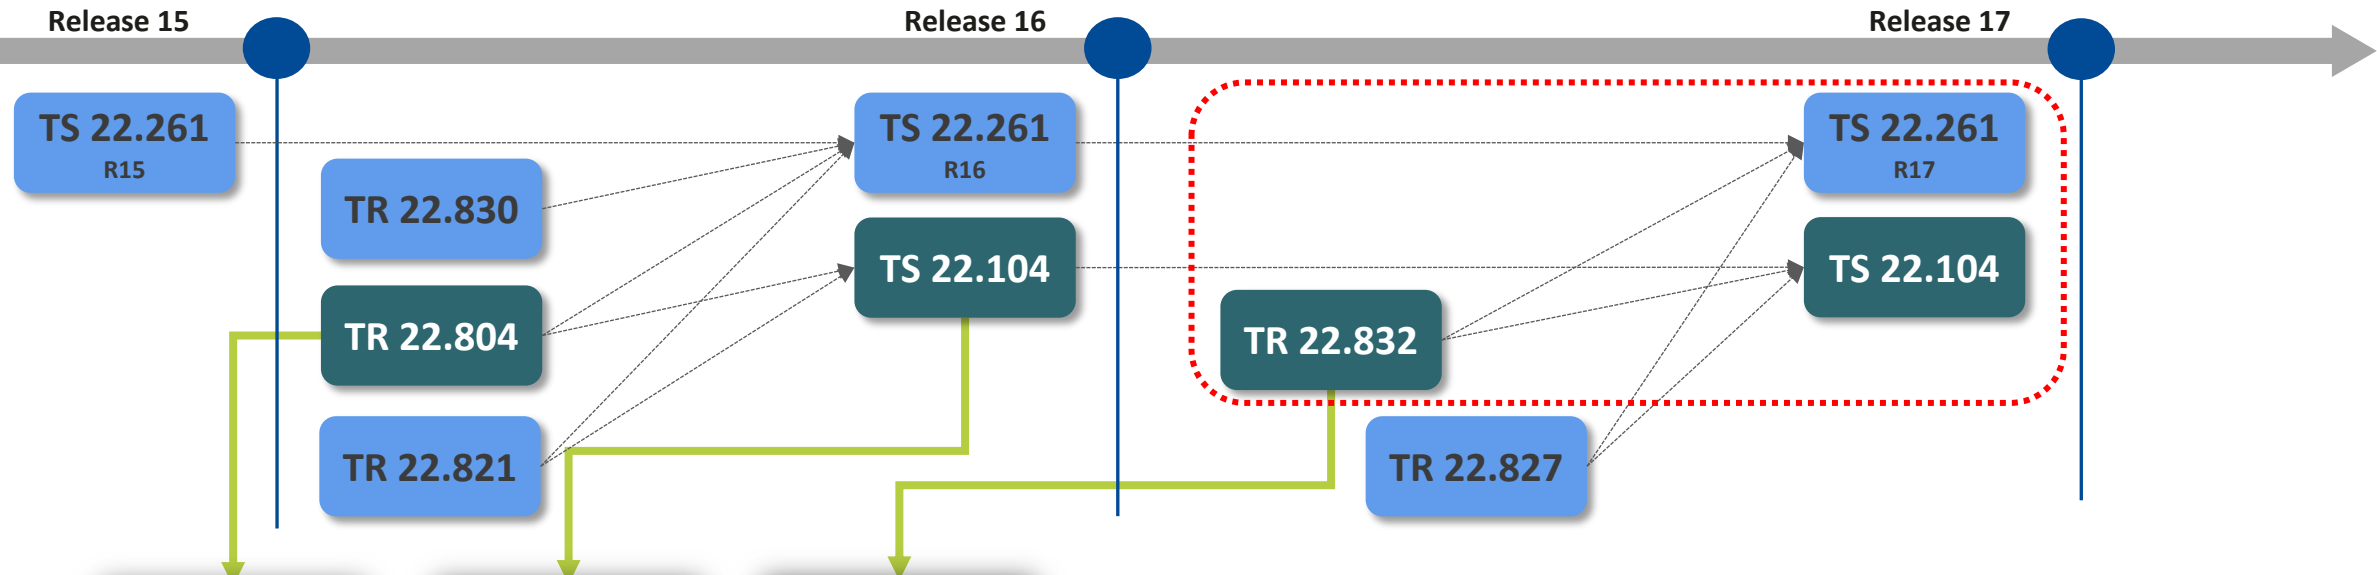 Release 15
Release 16
Release 17
TS 22.261
R15
TR 22.830
TR 22.804
TR 22.821
TS 22.261
R16
TS 22.104
TR 22.832
TR 22.827
TS 22.261
R17
TS 22.104